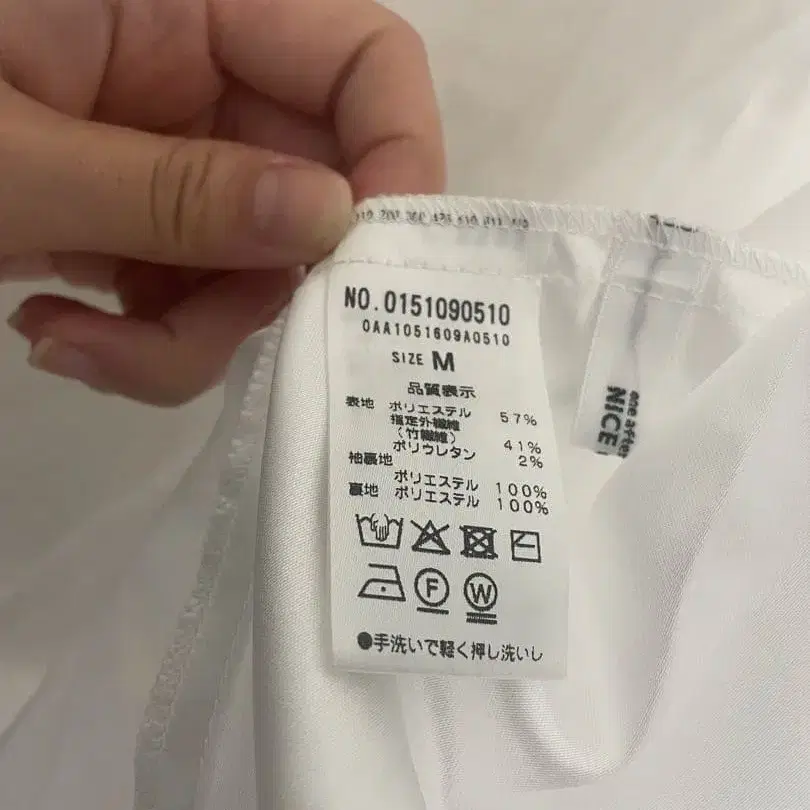 NO.0151090510
0AA1051609A0510
SIZE M
品質表示
表地 ポリエステル 57%
指定外繊維
(竹繊維) 41%
ポリウレタン 2%
袖裏地
ポリエステル 100%
裏地 ポリエステル 100%
F W
●手洗いで軽く押し洗いし
one after
NICE